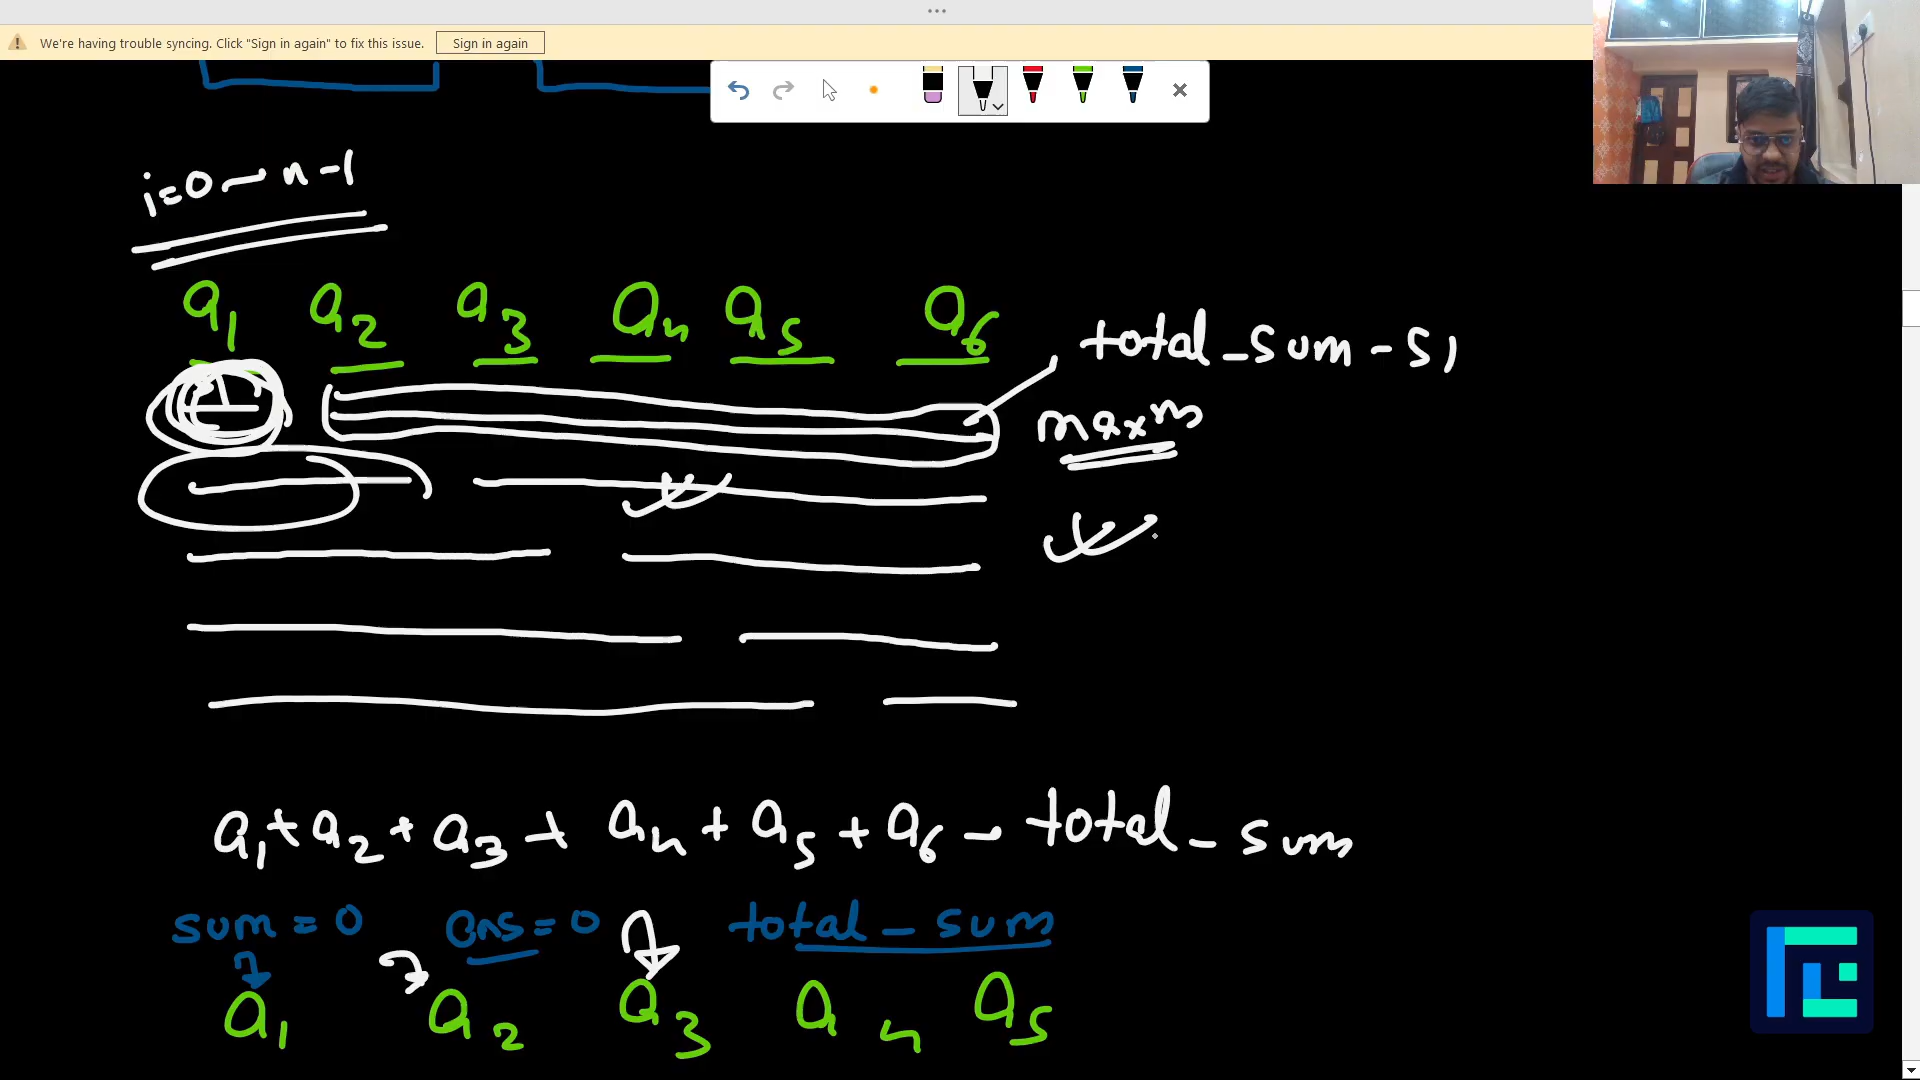 We're having trouble syncing. Click "Sign in again" to fix this issue. Sign in again
i=0 — n-1
a1 a2 a3 a4 a5 a6
total_sum - s1
maxm
a1 + a2 + a3 + a4 + a5 + a6 - total_sum
sum = 0 ans = 0 total_sum
a1 a2 a3 a4 a5